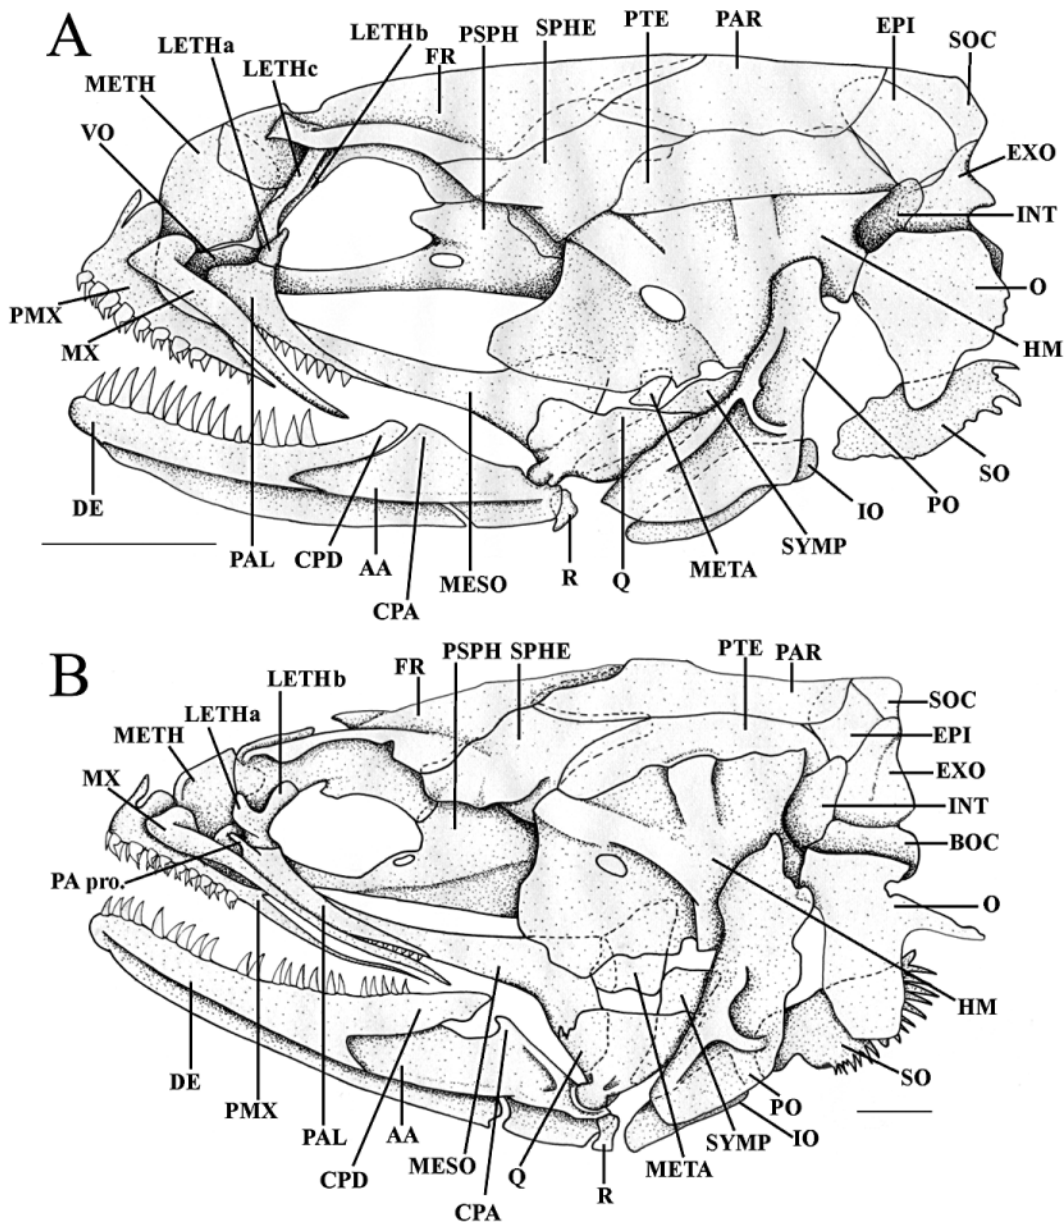 A
LETHa
LETHb
LETHc
FR
PSPH
SPHE
PTE
PAR
EPI
SOC
METH
VO
EXO
INT
O
PMX
MX
HM
DE
PAL
CPD
AA
CPA
MESO
R
Q
META
SYMP
IO
PO
SO
B
LETHb
FR
PSPH
SPHE
PTE
PAR
LETHa
METH
MX
SOC
EPI
EXO
INT
BOC
PA pro.
O
HM
DE
PMX
PAL
AA
CPD
MESO
CPA
Q
R
META
SYMP
IO
PO
SO